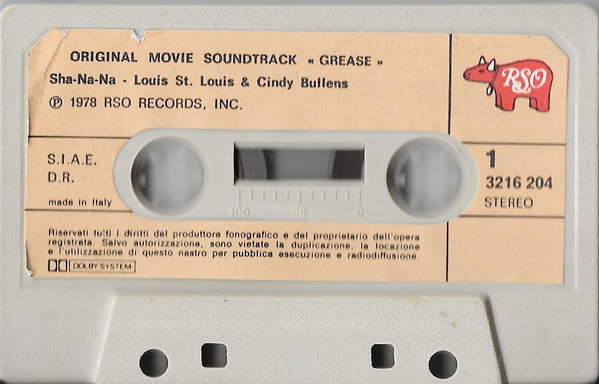 ORIGINAL MOVIE SOUNDTRACK « GREASE »
Sha-Na-Na - Louis St. Louis & Cindy Bullens
Ⓟ 1978 RSO RECORDS, INC.
RSO
S.I.A.E.
D.R.
made in Italy
1
3216 204
STEREO
100 50 0
Riservati tutti i diritti del produttore fonografico e del proprietario dell'opera
registrata. Salvo autorizzazione, sono vietate la duplicazione, la locazione
e l'utilizzazione di questo nastro per pubblica esecuzione e radiodiffusione.
DOLBY SYSTEM